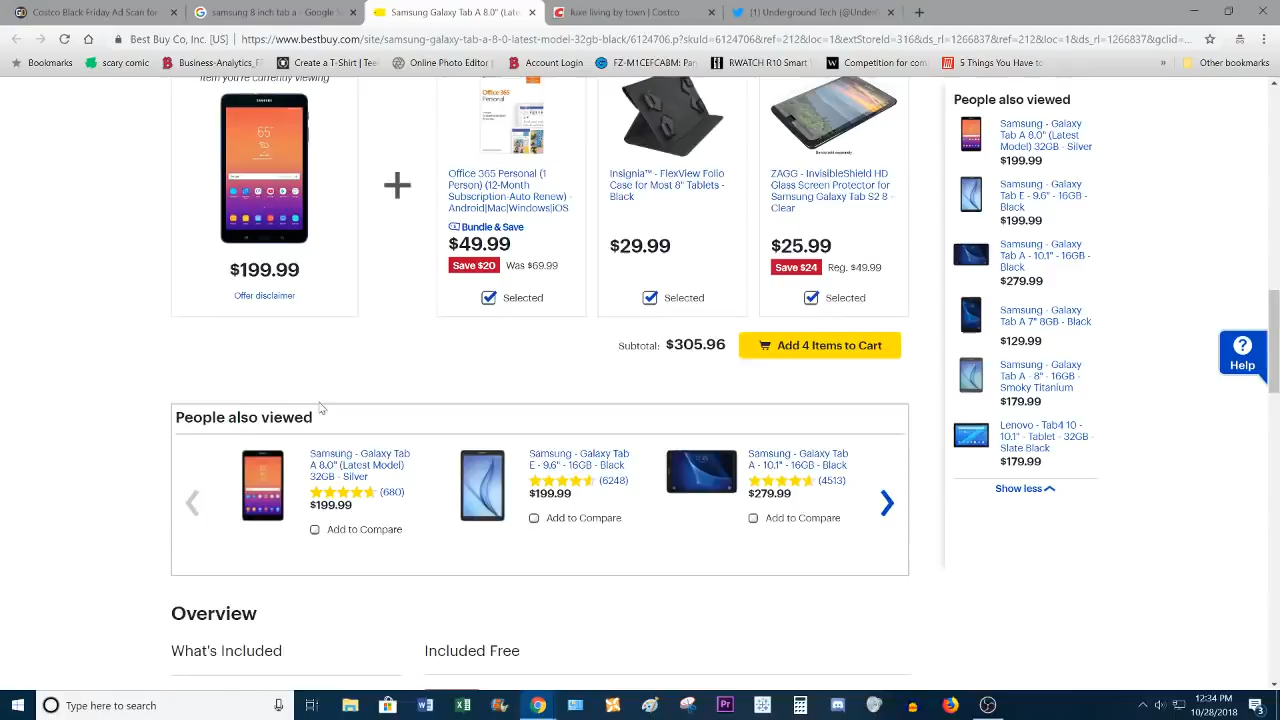 Costco Black Friday Ad Scan for
samsung 8 inch tab a - Google S
Samsung Galaxy Tab A 8.0" (Lates
luxe living by town | Costco
(1) Underground Tech (@Under
Best Buy Co, Inc. [US] | https://www.bestbuy.com/site/samsung-galaxy-tab-a-8-0-latest-model-32gb-black/6124706.p?skuId=6124706&ref=212&loc=1&extStoreId=316&ds_rl=1266837&ref=212&loc=1&ds_rl=1266837&gclid=...
Bookmarks
scary comic
Business-Analytics_F
Create a T-Shirt | Tee
Online Photo Editor |
Account Login
FZ-M1CEFCABM: Pan
RWATCH R10 Smart
Competition for com
5 Things You Have to
»
Other bookmarks
Item you're currently viewing
$199.99
Offer disclaimer
Office 365
Personal
Office 365 Personal (1
Person) (12-Month
Subscription-Auto Renew) -
Android|Mac|Windows|iOS
Bundle & Save
$49.99
Save $20 Was $69.99
Selected
Insignia™ - FlexView Folio
Case for Most 8" Tablets -
Black
$29.99
Selected
ZAGG - InvisibleShield HD
Glass Screen Protector for
Samsung Galaxy Tab S2 8 -
Clear
$25.99
Save $24 Reg. $49.99
Selected
Subtotal: $305.96
Add 4 Items to Cart
People also viewed
Samsung - Galaxy Tab
A 8.0" (Latest Model)
32GB - Silver
(680)
$199.99
Add to Compare
Samsung - Galaxy Tab
E - 9.6" - 16GB - Black
(6248)
$199.99
Add to Compare
Samsung - Galaxy Tab
A - 10.1" - 16GB - Black
(4513)
$279.99
Add to Compare
Overview
What's Included
Included Free
People also viewed
Samsung - Galaxy
Tab A 8.0" (Latest
Model) 32GB - Silver
$199.99
Samsung - Galaxy
Tab E - 9.6" - 16GB -
Black
$199.99
Samsung - Galaxy
Tab A - 10.1" - 16GB -
Black
$279.99
Samsung - Galaxy
Tab A 7" 8GB - Black
$129.99
Samsung - Galaxy
Tab A - 8" - 16GB -
Smoky Titanium
$179.99
Lenovo - Tab4 10 -
10.1" - Tablet - 32GB -
Slate Black
$179.99
Show less
?
Help
Type here to search
12:34 PM
10/28/2018